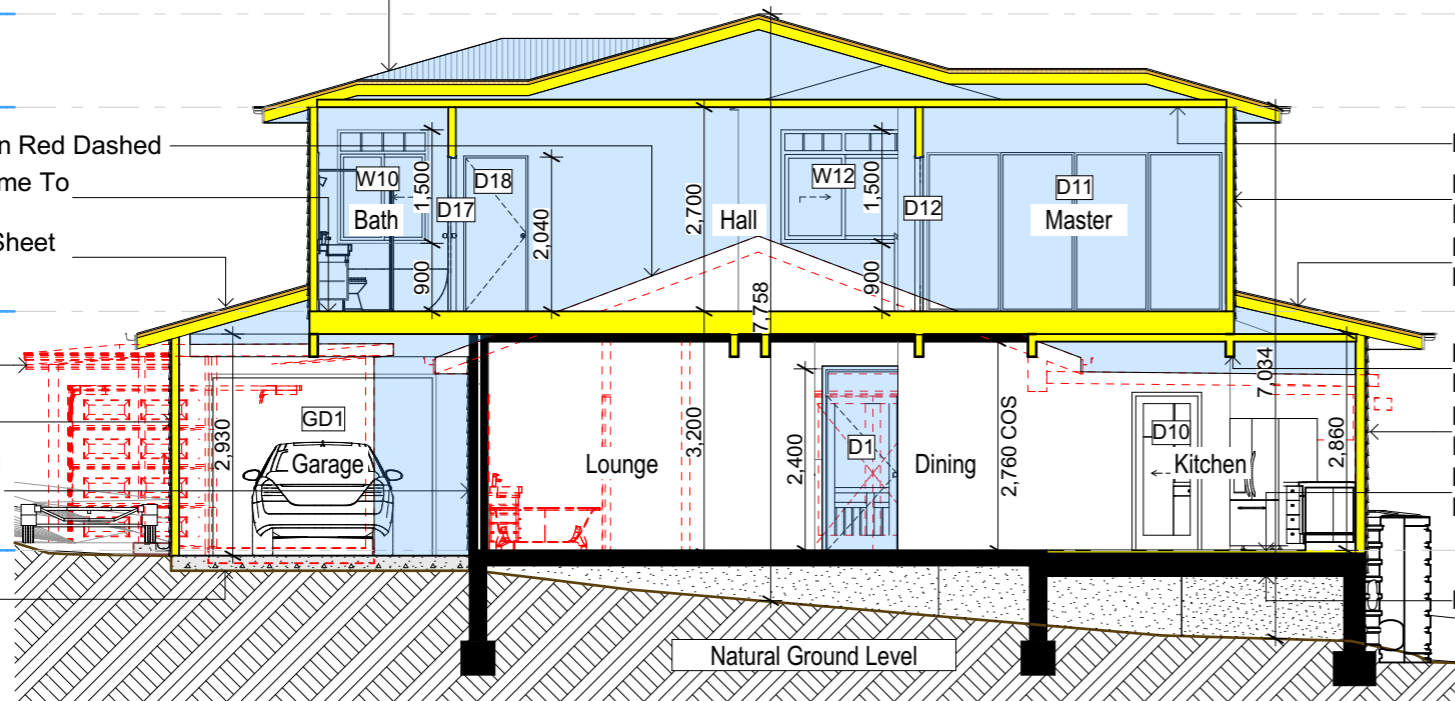 n Red Dashed
me To
Sheet
W10
1,500
D18
W12
1,500
D11
Bath
D17
2,040
2,700
Hall
D12
Master
900
900
7,758
7,034
2,930
GD1
Garage
Lounge
3,200
2,400
D1
Dining
2,760 COS
D10
Kitchen
2,860
Natural Ground Level